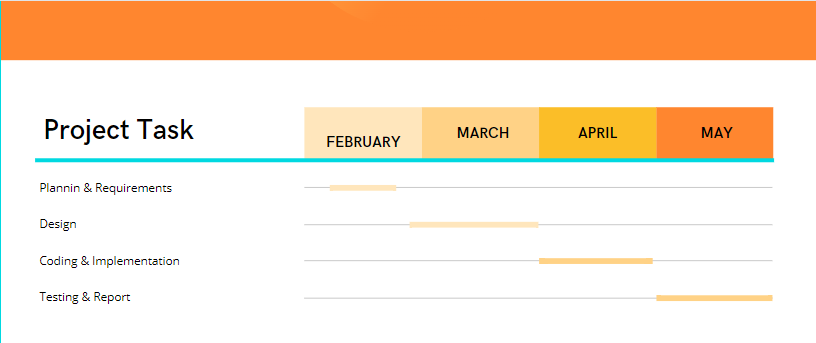 Project Task
FEBRUARY
MARCH
APRIL
MAY
Plannin & Requirements
Design
Coding & Implementation
Testing & Report